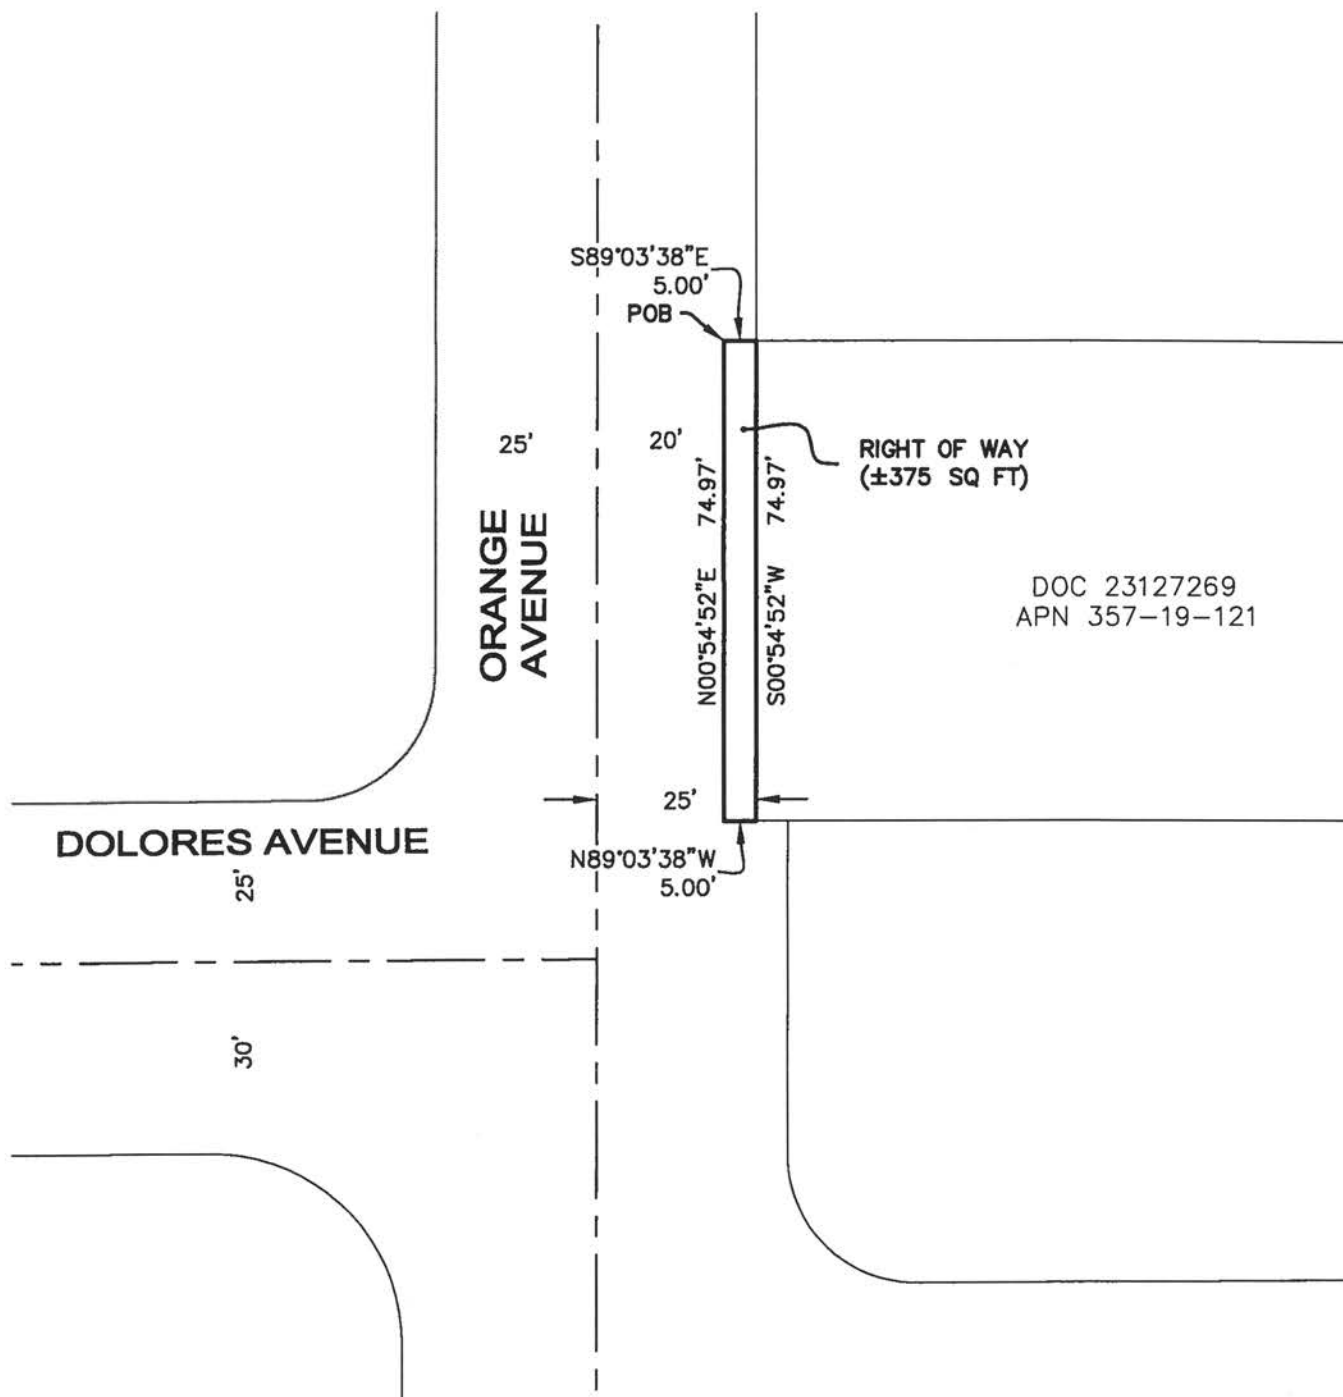 S89°03'38"E
5.00'
POB
25'
20'
RIGHT OF WAY
(±375 SQ FT)
ORANGE
AVENUE
N00°54'52"E 74.97'
S00°54'52"W 74.97'
DOC 23127269
APN 357-19-121
25'
DOLORES AVENUE
25'
N89°03'38"W
5.00'
30'